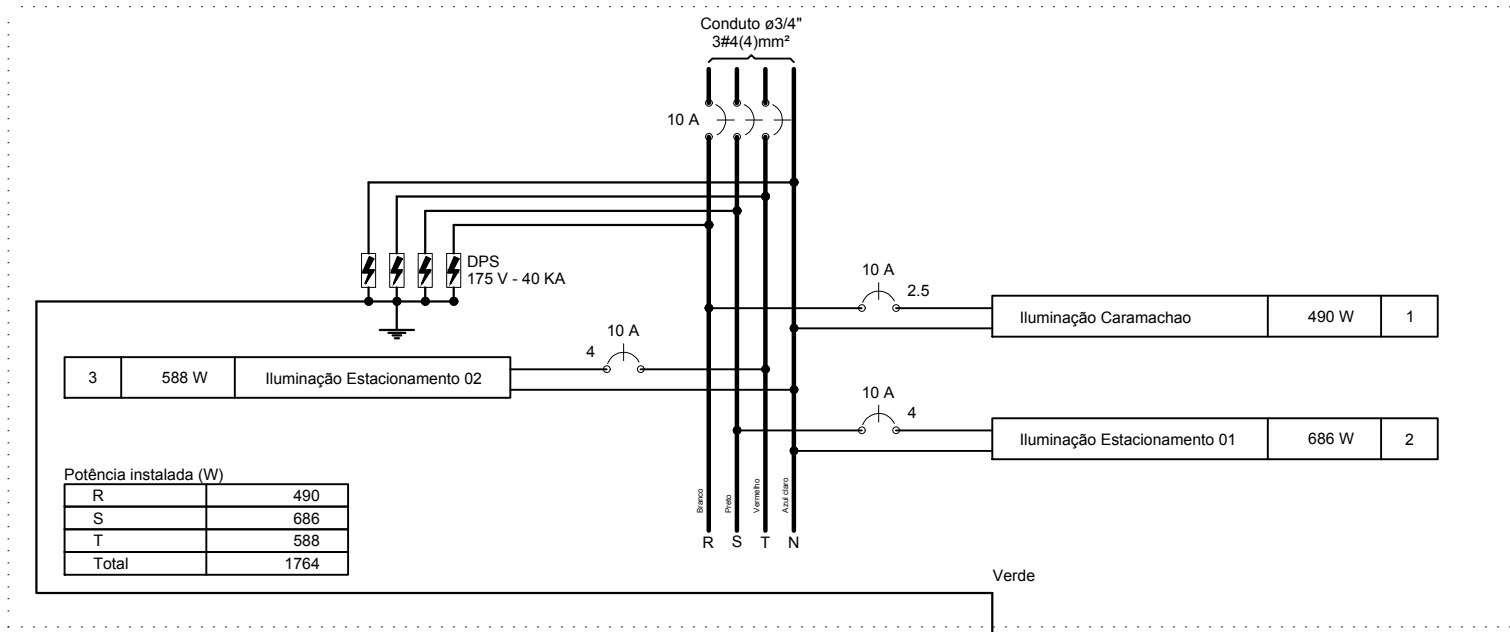 Conduto ø3/4"
3#4(4)mm²
10 A
DPS
175 V - 40 KA
10 A
2.5
Iluminação Caramachao
490 W
1
10 A
4
3
588 W
Iluminação Estacionamento 02
10 A
4
Iluminação Estacionamento 01
686 W
2
Potência instalada (W)
R
490
S
686
T
588
Total
1764
Branco
Preto
Vermelho
Azul claro
R
S
T
N
Verde